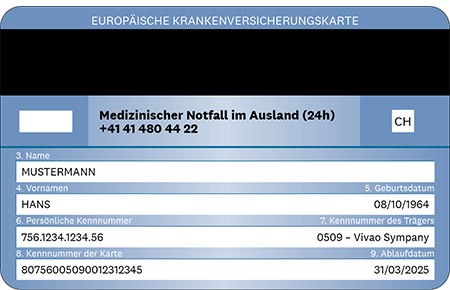 EUROPÄISCHE KRANKENVERSICHERUNGSKARTE
Medizinischer Notfall im Ausland (24h)
+41 41 480 44 22
CH
3. Name
MUSTERMANN
4. Vornamen 5. Geburtsdatum
HANS 08/10/1964
6. Persönliche Kennnummer 7. Kennnummer des Trägers
756.1234.1234.56 0509 – Vivao Sympany
8. Kennnummer der Karte 9. Ablaufdatum
80756005090012312345 31/03/2025